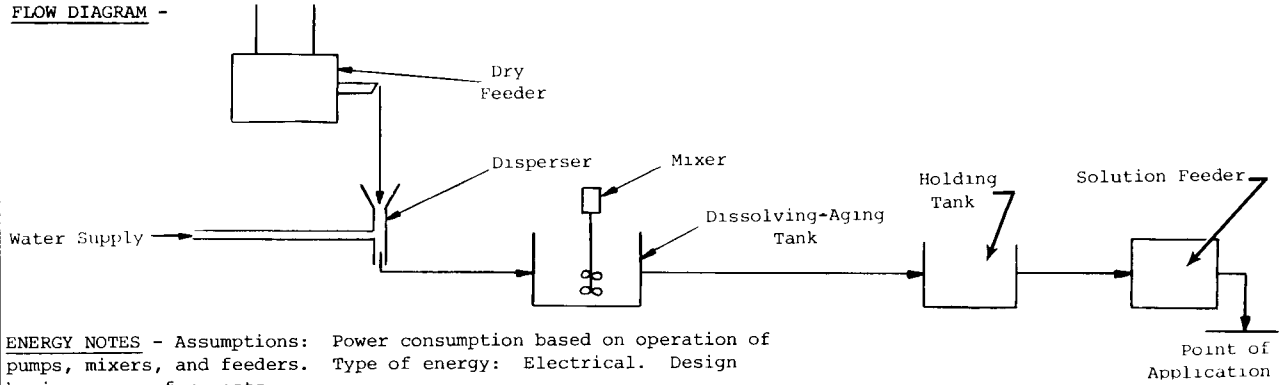 FLOW DIAGRAM -
Dry
Feeder
Disperser
Mixer
Holding
Tank
Solution Feeder
Dissolving-Aging
Tank
Water Supply
Point of
Application
ENERGY NOTES - Assumptions: Power consumption based on operation of
pumps, mixers, and feeders. Type of energy: Electrical. Design